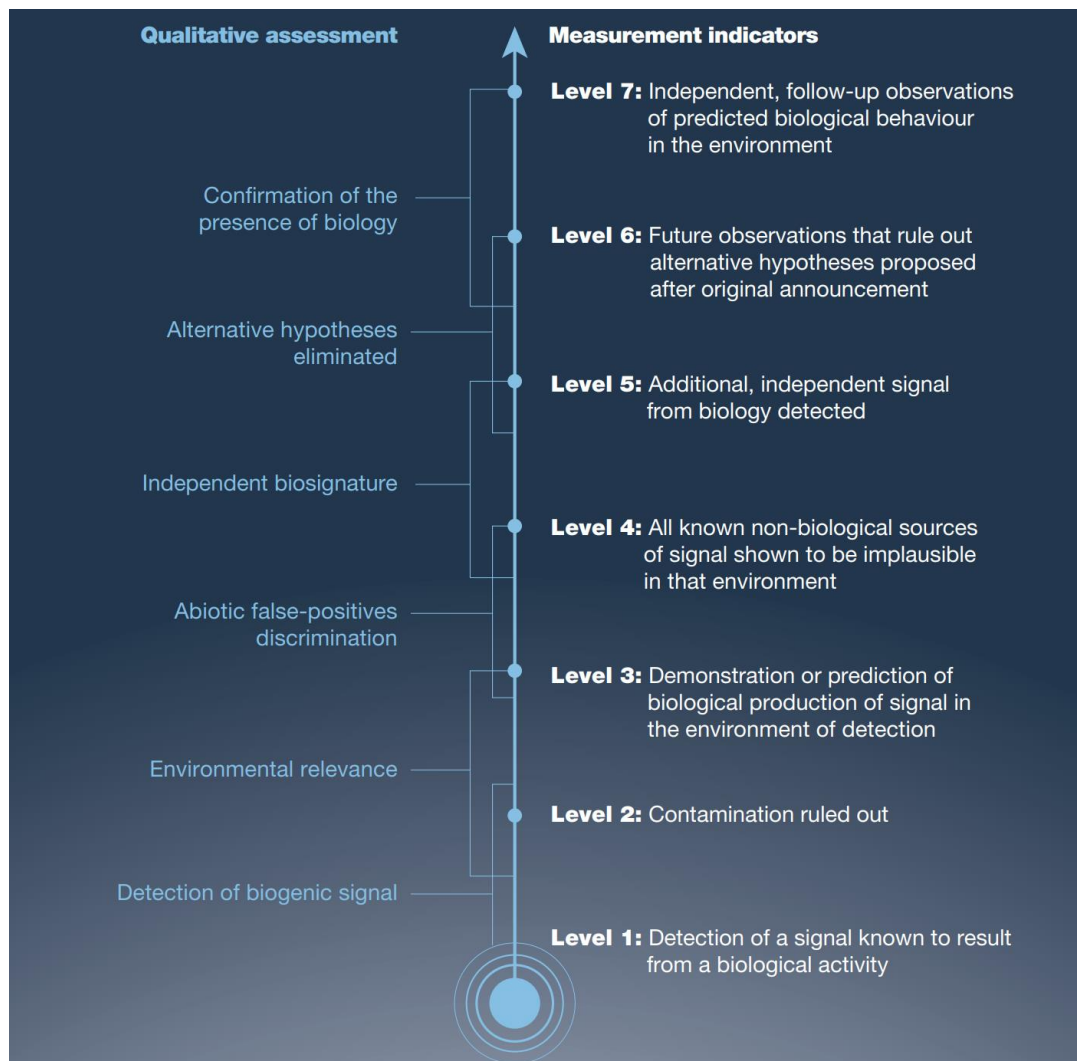 Qualitative assessment
Measurement indicators
Level 7: Independent, follow-up observations
of predicted biological behaviour
in the environment
Confirmation of the
presence of biology
Level 6: Future observations that rule out
alternative hypotheses proposed
after original announcement
Alternative hypotheses
eliminated
Level 5: Additional, independent signal
from biology detected
Independent biosignature
Level 4: All known non-biological sources
of signal shown to be implausible
in that environment
Abiotic false-positives
discrimination
Level 3: Demonstration or prediction of
biological production of signal in
the environment of detection
Environmental relevance
Level 2: Contamination ruled out
Detection of biogenic signal
Level 1: Detection of a signal known to result
from a biological activity